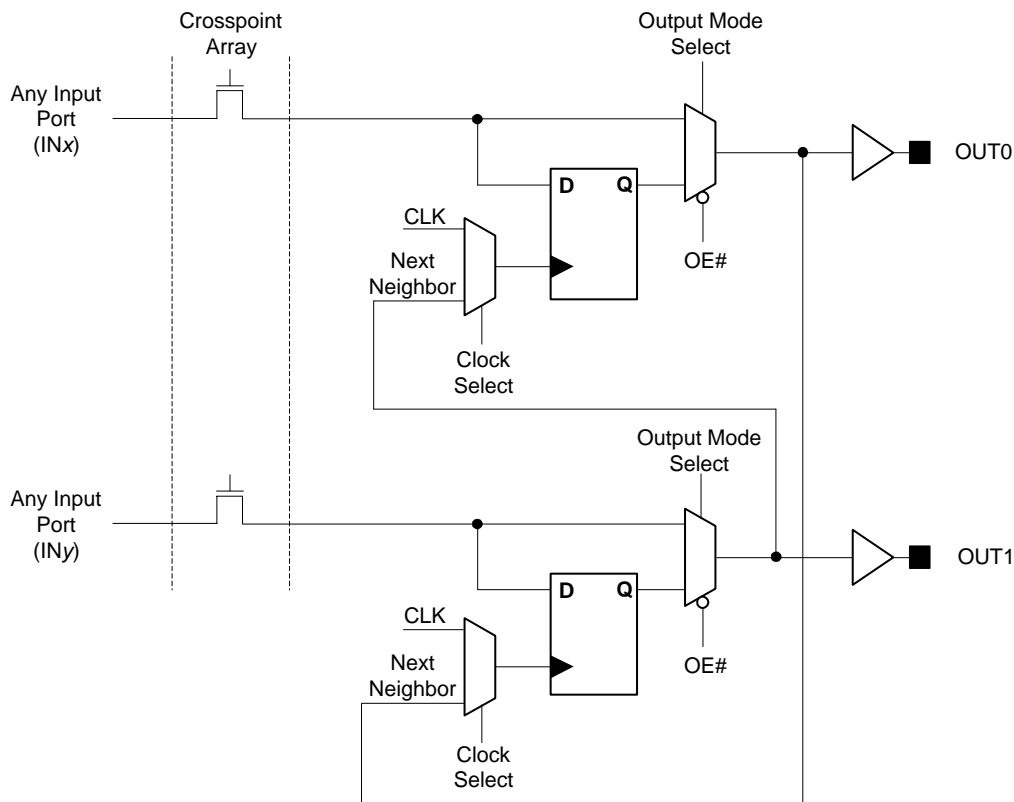 Crosspoint
Array
Output Mode
Select
Any Input
Port
(INx)
OUT0
D
Q
CLK
Next
Neighbor
OE#
Clock
Select
Output Mode
Select
Any Input
Port
(INy)
OUT1
D
Q
CLK
Next
Neighbor
OE#
Clock
Select